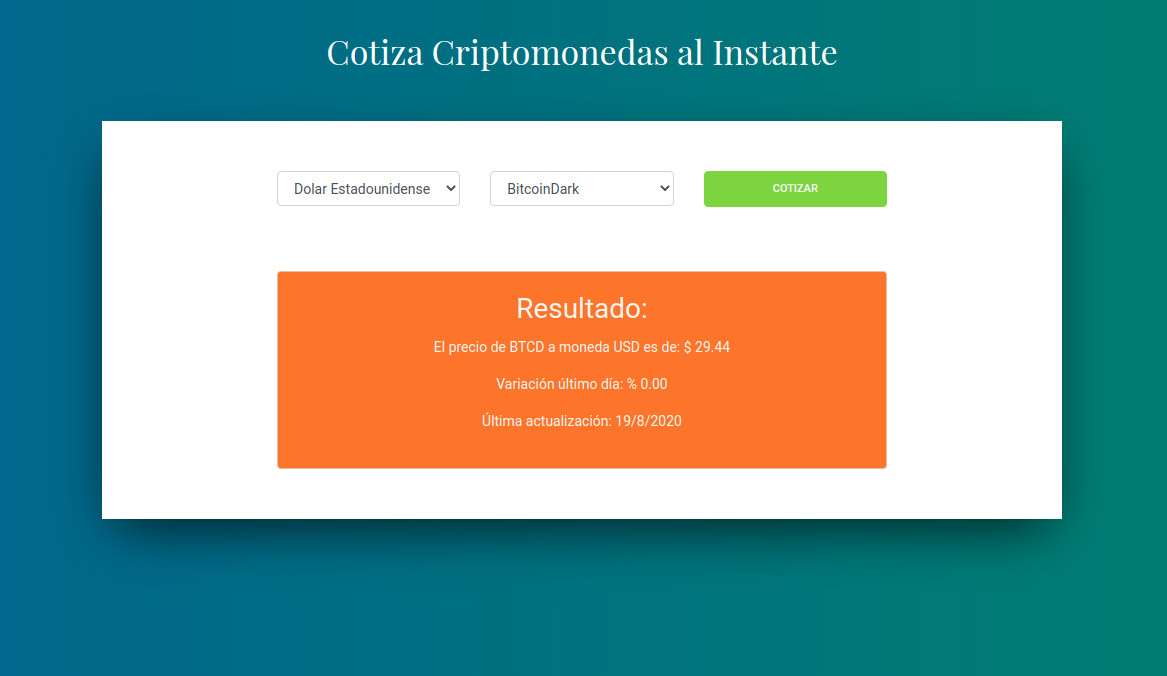 Cotiza Criptomonedas al Instante
Dolar Estadounidense BitcoinDark COTIZAR
Resultado:
El precio de BTCD a moneda USD es de: $ 29.44
Variación último día: % 0.00
Última actualización: 19/8/2020